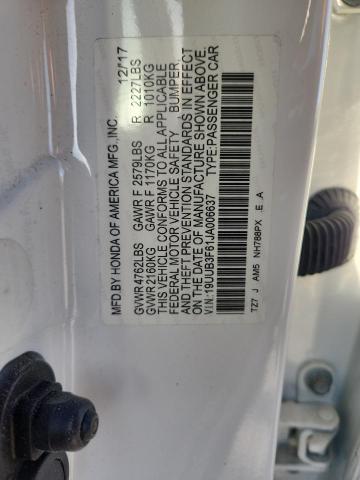 MFD.BY HONDA OF AMERICA MFG.,INC. 12/17
GVWR 4762LBS GAWR F 2579LBS R 2227LBS
GVWR 2160KG GAWR F 1170KG R 1010KG
THIS VEHICLE CONFORMS TO ALL APPLICABLE
FEDERAL MOTOR VEHICLE SAFETY BUMPER,
AND THEFT PREVENTION STANDARDS IN EFFECT
ON THE DATE OF MANUFACTURE SHOWN ABOVE.
V.I.N:19UUB3F61JA006637 TYPE:PASSENGER CAR
TZ7 J AM5 NH788PX E A